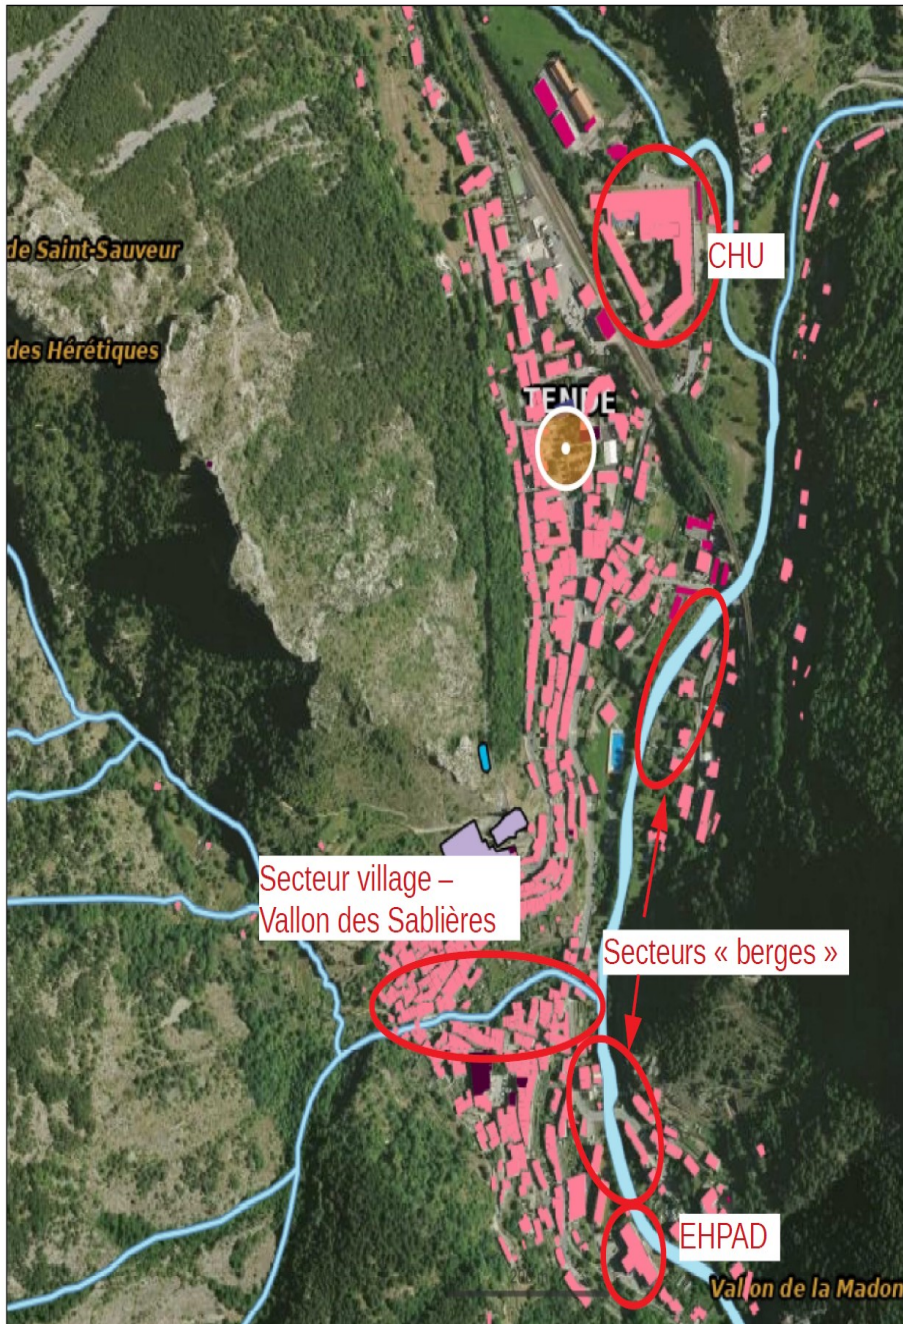 de Saint-Sauveur
CHU
des Hérétiques
TENDE
Secteur village –
Vallon des Sablières
Secteurs « berges »
EHPAD
Vallon de la Madon